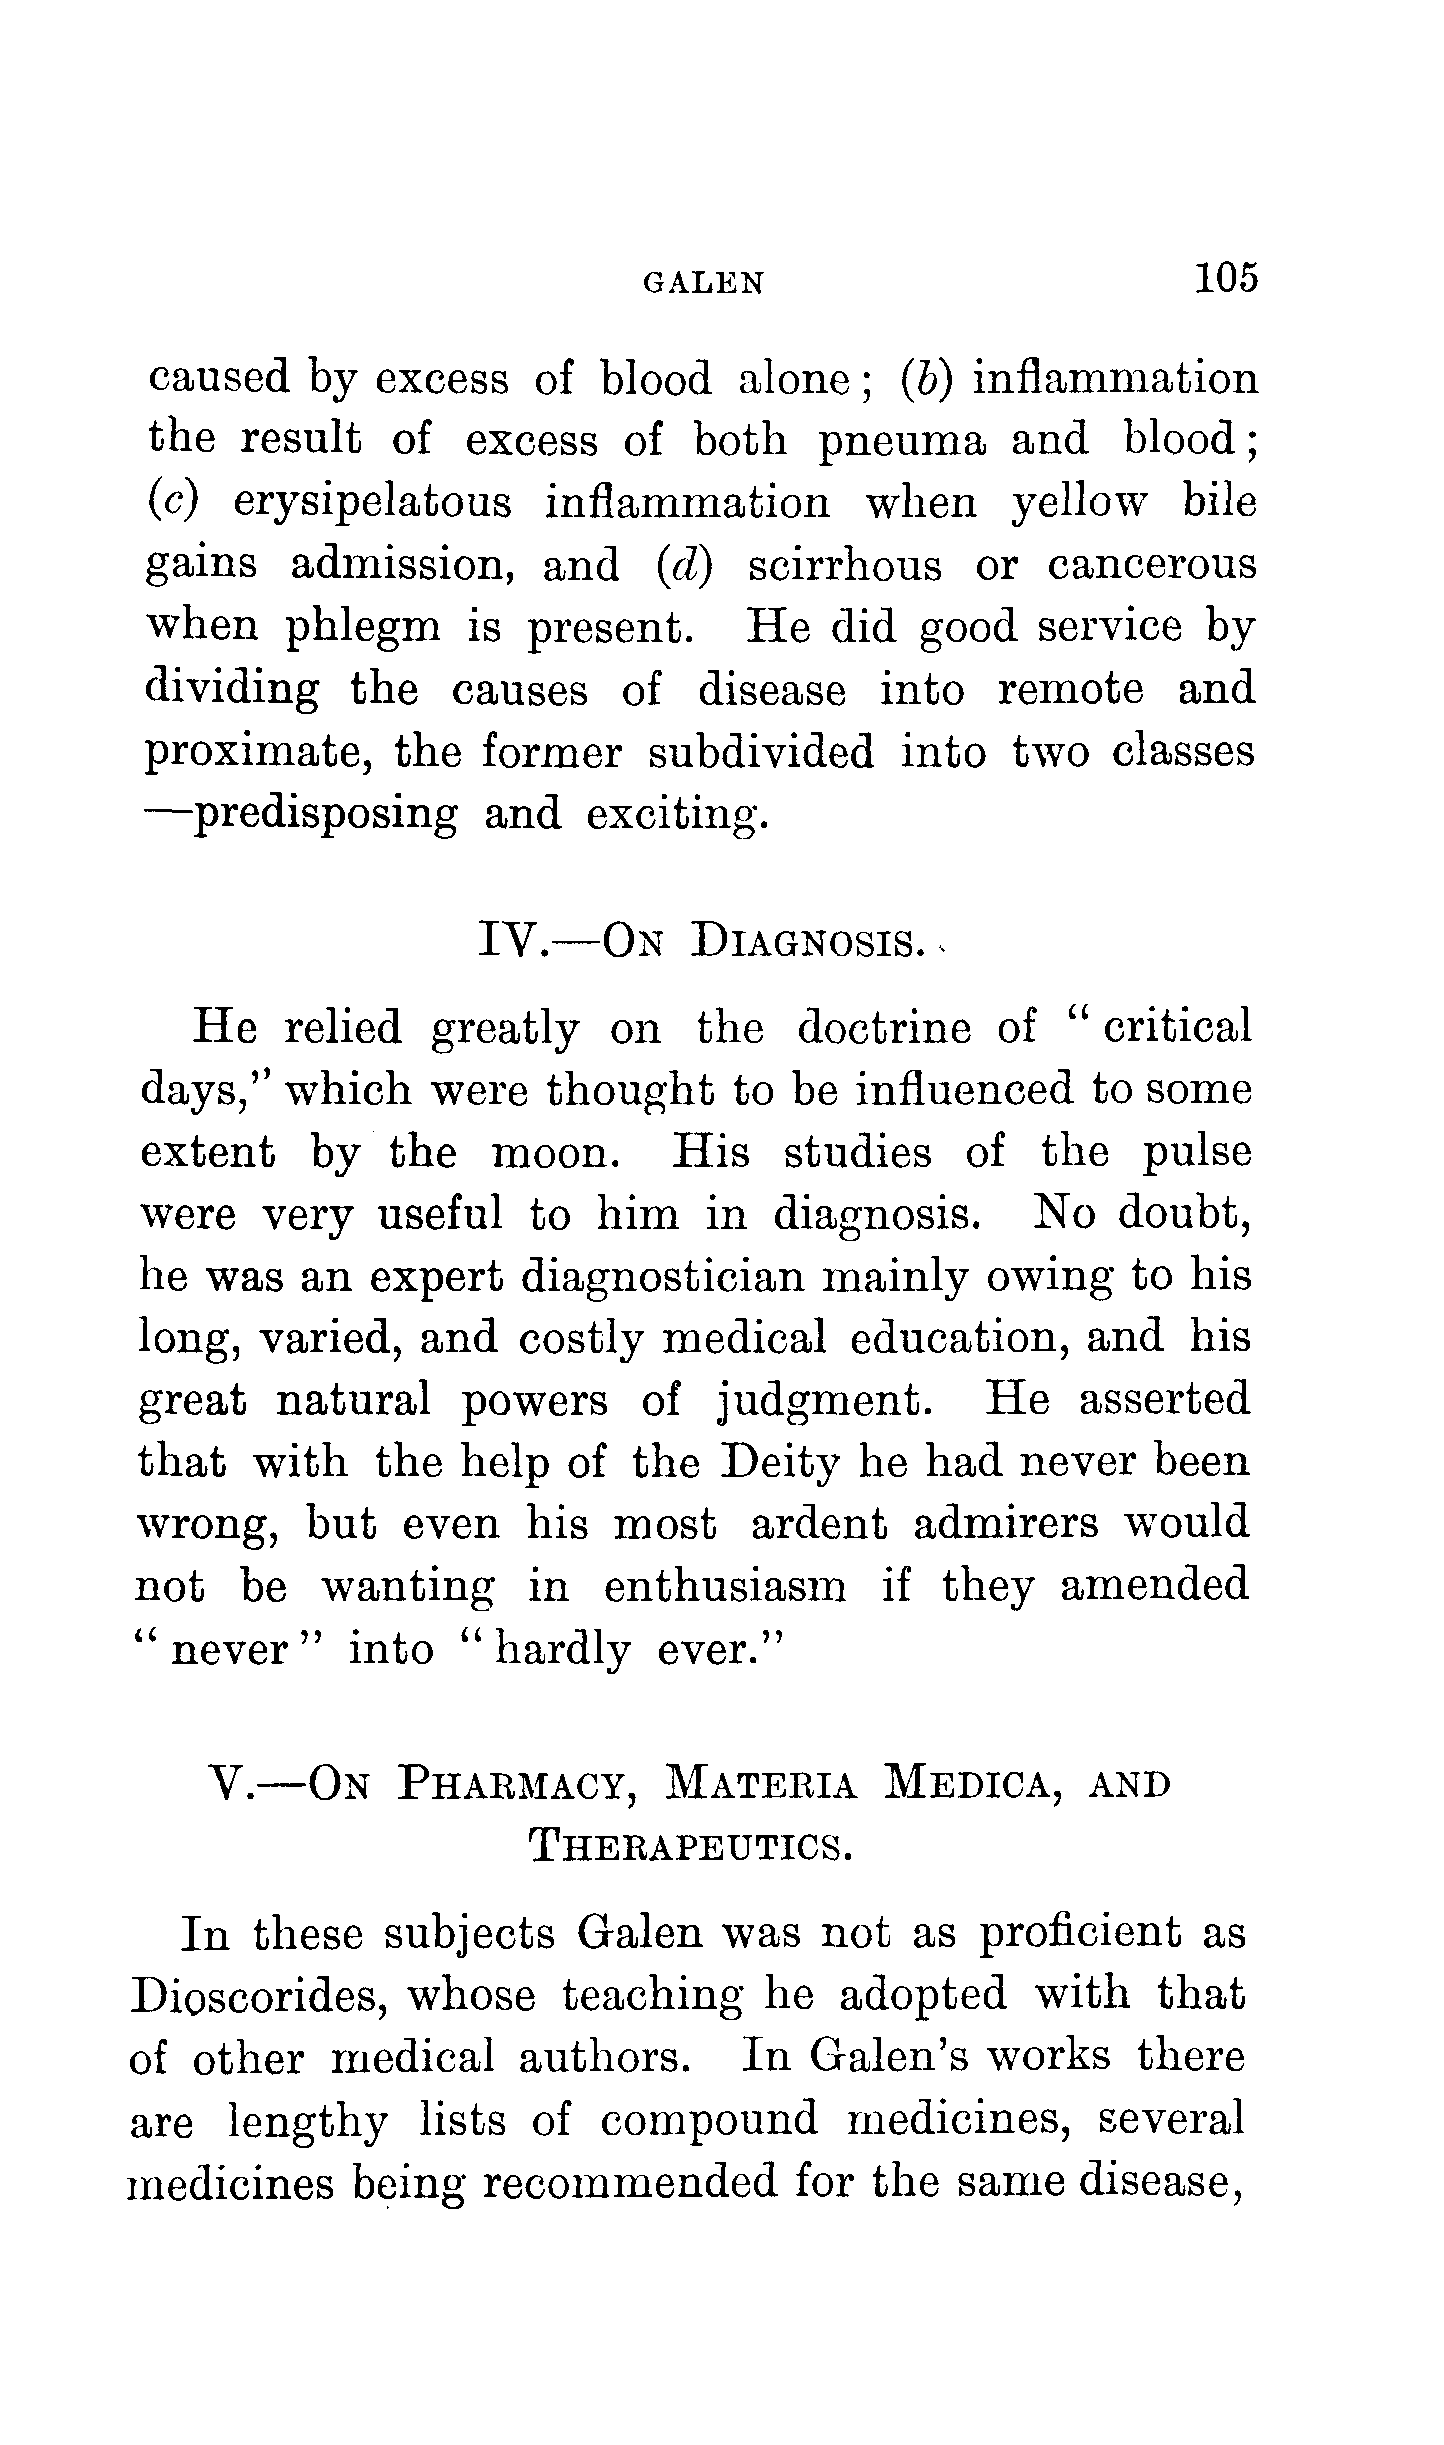 GALEN 105
caused by excess of blood alone; (b) inflammation
the result of excess of both pneuma and blood;
(c) erysipelatous inflammation when yellow bile
gains admission, and (d) scirrhous or cancerous
when phlegm is present. He did good service by
dividing the causes of disease into remote and
proximate, the former subdivided into two classes
—predisposing and exciting.
IV.—On Diagnosis.
He relied greatly on the doctrine of "critical
days," which were thought to be influenced to some
extent by the moon. His studies of the pulse
were very useful to him in diagnosis. No doubt,
he was an expert diagnostician mainly owing to his
long, varied, and costly medical education, and his
great natural powers of judgment. He asserted
that with the help of the Deity he had never been
wrong, but even his most ardent admirers would
not be wanting in enthusiasm if they amended
"never" into "hardly ever."
V.—On Pharmacy, Materia Medica, and
Therapeutics.
In these subjects Galen was not as proficient as
Dioscorides, whose teaching he adopted with that
of other medical authors. In Galen's works there
are lengthy lists of compound medicines, several
medicines being recommended for the same disease,